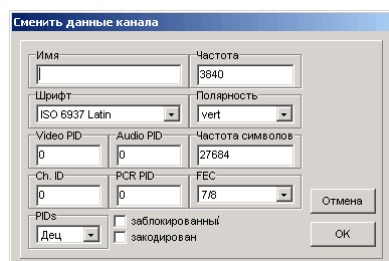 Сменить данные канала
Имя Частота
3840
Шрифт Полярность
ISO 6937 Latin vert
Video PID Audio PID Частота символов
0 0 27684
Ch. ID PCR PID FEC
0 0 7/8
Отмена
PIDs заблокированный
Дец закодирован
OK